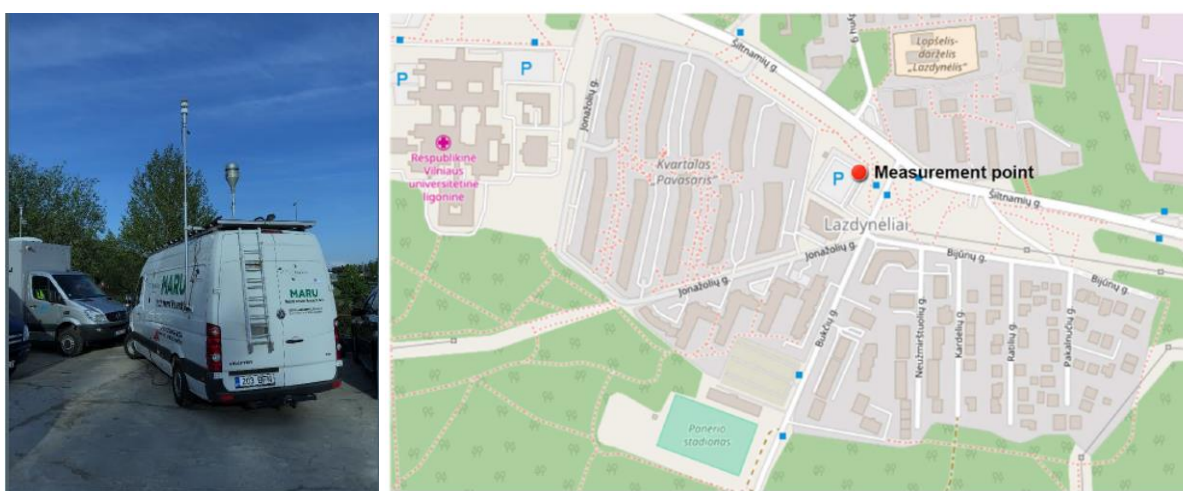 MARU
MARU
Šiltnamių g.
Lopšelis-
darželis
„Lazdynėlis“
P
P
Jonažolių g.
Respublikinė
Vilniaus
universitetinė
ligoninė
Kvartalas
„Pavasaris“
P
Measurement point
Šiltnamių g.
Lazdynėliai
Jonažolių g.
Jonažolių g.
Bijūnų g.
Bijūnų g.
Bukčių g.
Neužmirštuolių g.
Kardelių g.
Ratilių g.
Pakalnučių g.
Panerio
stadionas